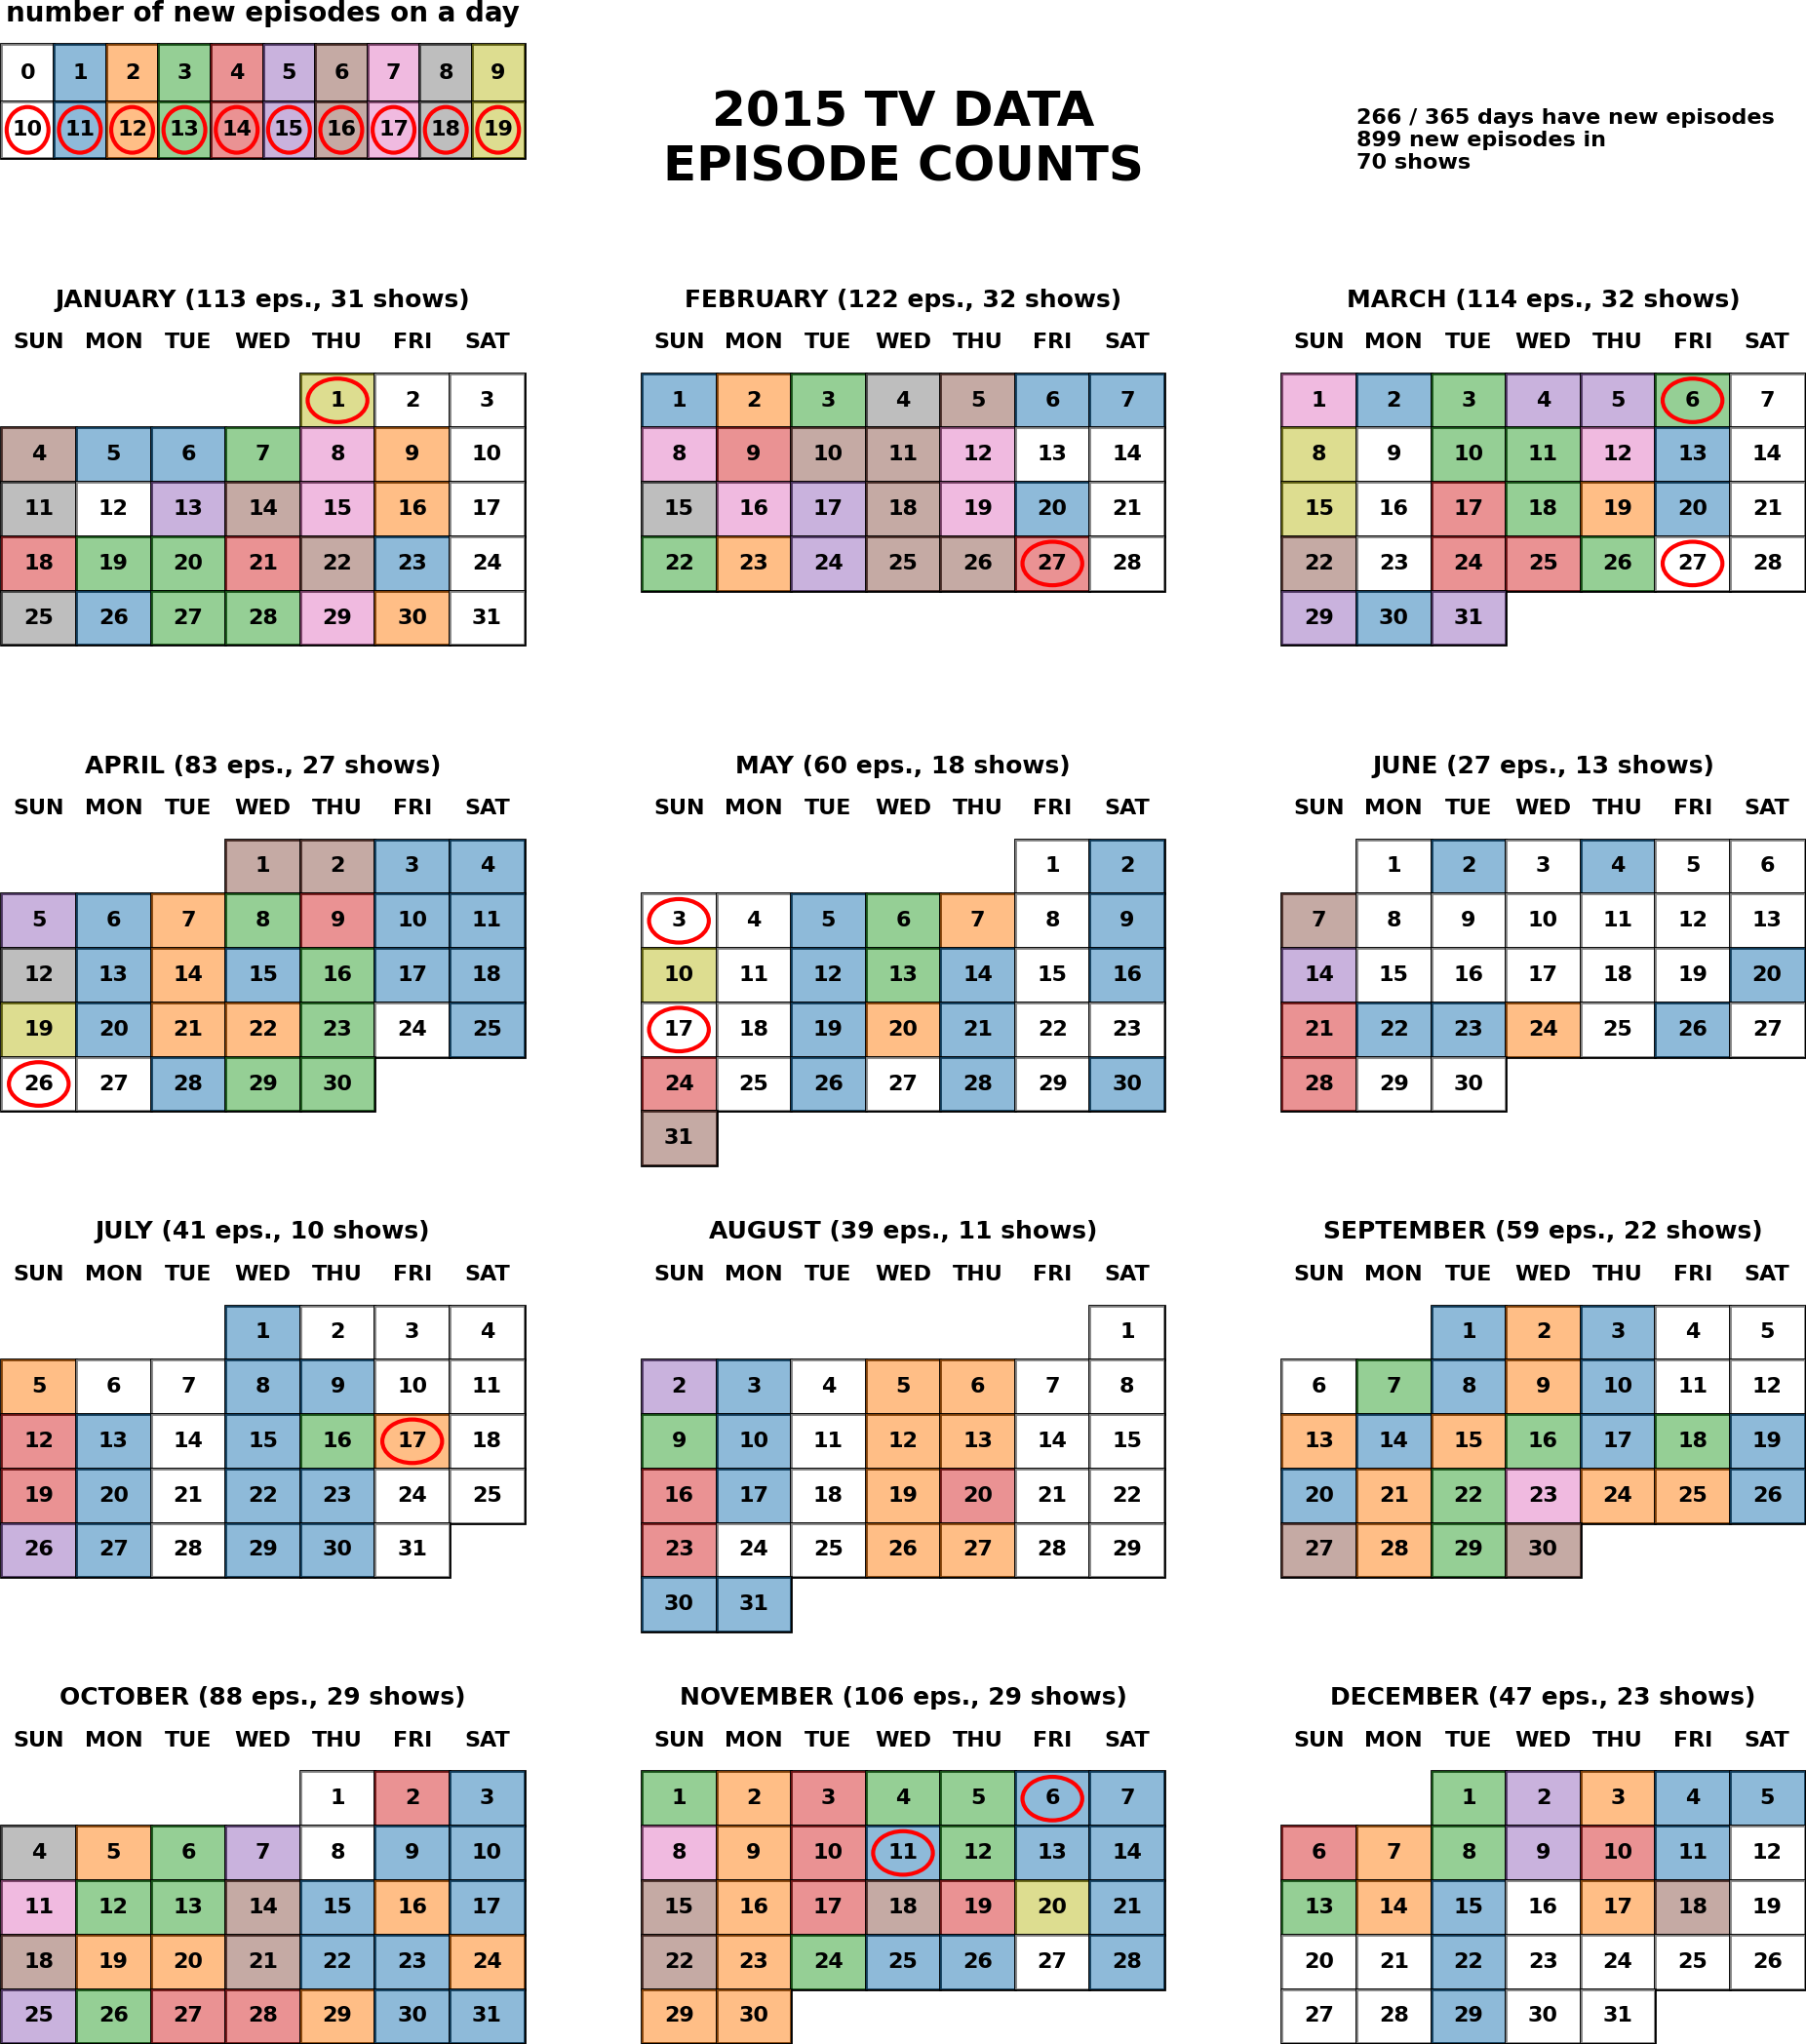 number of new episodes on a day
0 1 2 3 4 5 6 7 8 9
10 11 12 13 14 15 16 17 18 19
2015 TV DATA
EPISODE COUNTS
266 / 365 days have new episodes
899 new episodes in
70 shows
JANUARY (113 eps., 31 shows)
SUN MON TUE WED THU FRI SAT
1 2 3
4 5 6 7 8 9 10
11 12 13 14 15 16 17
18 19 20 21 22 23 24
25 26 27 28 29 30 31
FEBRUARY (122 eps., 32 shows)
SUN MON TUE WED THU FRI SAT
1 2 3 4 5 6 7
8 9 10 11 12 13 14
15 16 17 18 19 20 21
22 23 24 25 26 27 28
MARCH (114 eps., 32 shows)
SUN MON TUE WED THU FRI SAT
1 2 3 4 5 6 7
8 9 10 11 12 13 14
15 16 17 18 19 20 21
22 23 24 25 26 27 28
29 30 31
APRIL (83 eps., 27 shows)
SUN MON TUE WED THU FRI SAT
1 2 3 4
5 6 7 8 9 10 11
12 13 14 15 16 17 18
19 20 21 22 23 24 25
26 27 28 29 30
MAY (60 eps., 18 shows)
SUN MON TUE WED THU FRI SAT
1 2
3 4 5 6 7 8 9
10 11 12 13 14 15 16
17 18 19 20 21 22 23
24 25 26 27 28 29 30
31
JUNE (27 eps., 13 shows)
SUN MON TUE WED THU FRI SAT
1 2 3 4 5 6
7 8 9 10 11 12 13
14 15 16 17 18 19 20
21 22 23 24 25 26 27
28 29 30
JULY (41 eps., 10 shows)
SUN MON TUE WED THU FRI SAT
1 2 3 4
5 6 7 8 9 10 11
12 13 14 15 16 17 18
19 20 21 22 23 24 25
26 27 28 29 30 31
AUGUST (39 eps., 11 shows)
SUN MON TUE WED THU FRI SAT
1
2 3 4 5 6 7 8
9 10 11 12 13 14 15
16 17 18 19 20 21 22
23 24 25 26 27 28 29
30 31
SEPTEMBER (59 eps., 22 shows)
SUN MON TUE WED THU FRI SAT
1 2 3 4 5
6 7 8 9 10 11 12
13 14 15 16 17 18 19
20 21 22 23 24 25 26
27 28 29 30
OCTOBER (88 eps., 29 shows)
SUN MON TUE WED THU FRI SAT
1 2 3
4 5 6 7 8 9 10
11 12 13 14 15 16 17
18 19 20 21 22 23 24
25 26 27 28 29 30 31
NOVEMBER (106 eps., 29 shows)
SUN MON TUE WED THU FRI SAT
1 2 3 4 5 6 7
8 9 10 11 12 13 14
15 16 17 18 19 20 21
22 23 24 25 26 27 28
29 30
DECEMBER (47 eps., 23 shows)
SUN MON TUE WED THU FRI SAT
1 2 3 4 5
6 7 8 9 10 11 12
13 14 15 16 17 18 19
20 21 22 23 24 25 26
27 28 29 30 31